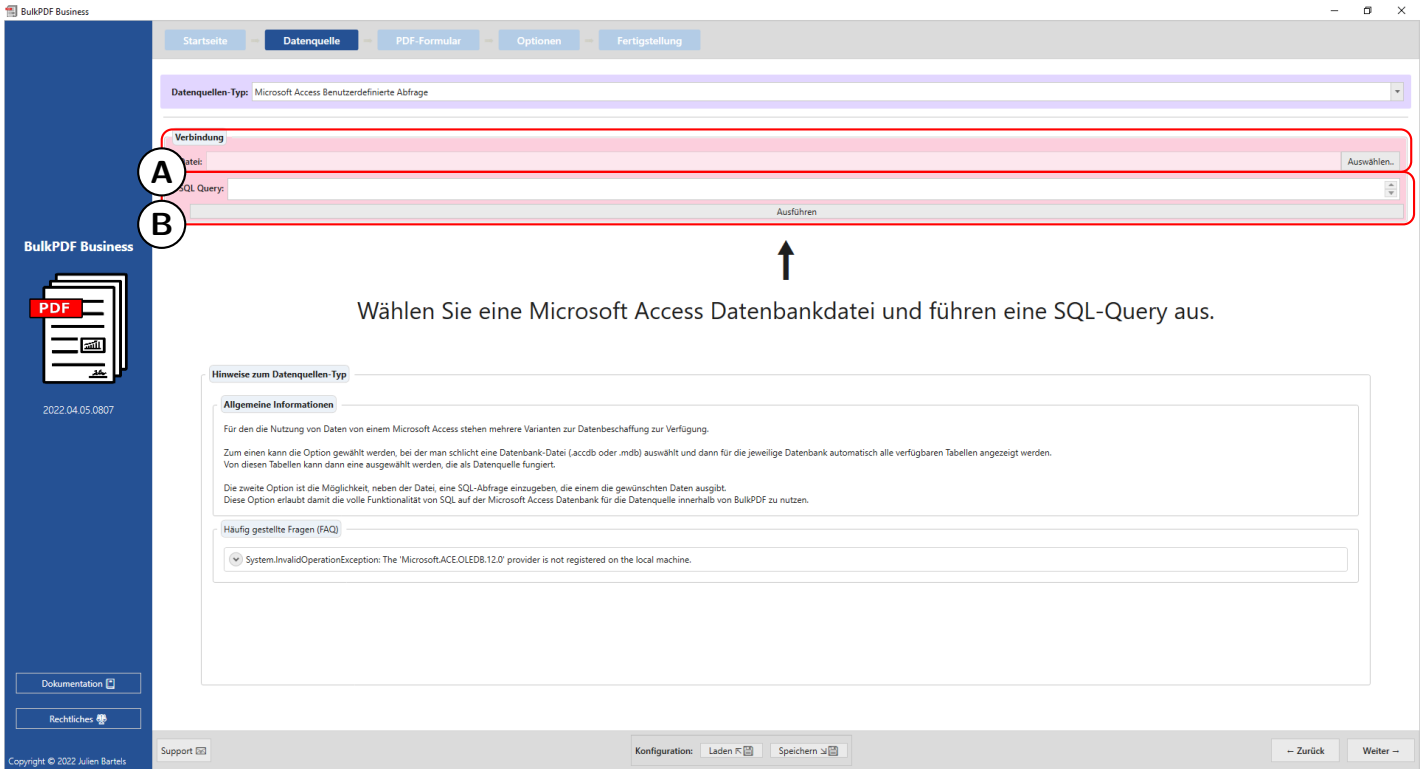 BulkPDF Business
Startseite Datenquelle PDF-Formular Optionen Fertigstellung
Datenquellen-Typ: Microsoft Access Benutzerdefinierte Abfrage
Verbindung
A
Datei: Auswählen..
SQL Query:
B
Ausführen
BulkPDF Business
PDF
2022.04.05.0807
Wählen Sie eine Microsoft Access Datenbankdatei und führen eine SQL-Query aus.
Hinweise zum Datenquellen-Typ
Allgemeine Informationen
Für den die Nutzung von Daten von einem Microsoft Access stehen mehrere Varianten zur Datenbeschaffung zur Verfügung.
Zum einen kann die Option gewählt werden, bei der man schlicht eine Datenbank-Datei (.accdb oder .mdb) auswählt und dann für die jeweilige Datenbank automatisch alle verfügbaren Tabellen angezeigt werden.
Von diesen Tabellen kann dann eine ausgewählt werden, die als Datenquelle fungiert.
Die zweite Option ist die Möglichkeit, neben der Datei, eine SQL-Abfrage einzugeben, die einem die gewünschten Daten ausgibt.
Diese Option erlaubt damit die volle Funktionalität von SQL auf der Microsoft Access Datenbank für die Datenquelle innerhalb von BulkPDF zu nutzen.
Häufig gestellte Fragen (FAQ)
System.InvalidOperationException: The 'Microsoft.ACE.OLEDB.12.0' provider is not registered on the local machine.
Dokumentation
Rechtliches
Copyright © 2022 Julien Bartels
Support
Konfiguration: Laden Speichern
← Zurück
Weiter →